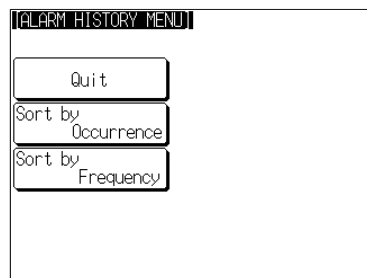 [ALARM HISTORY MENU]
Quit
Sort by
Occurrence
Sort by
Frequency